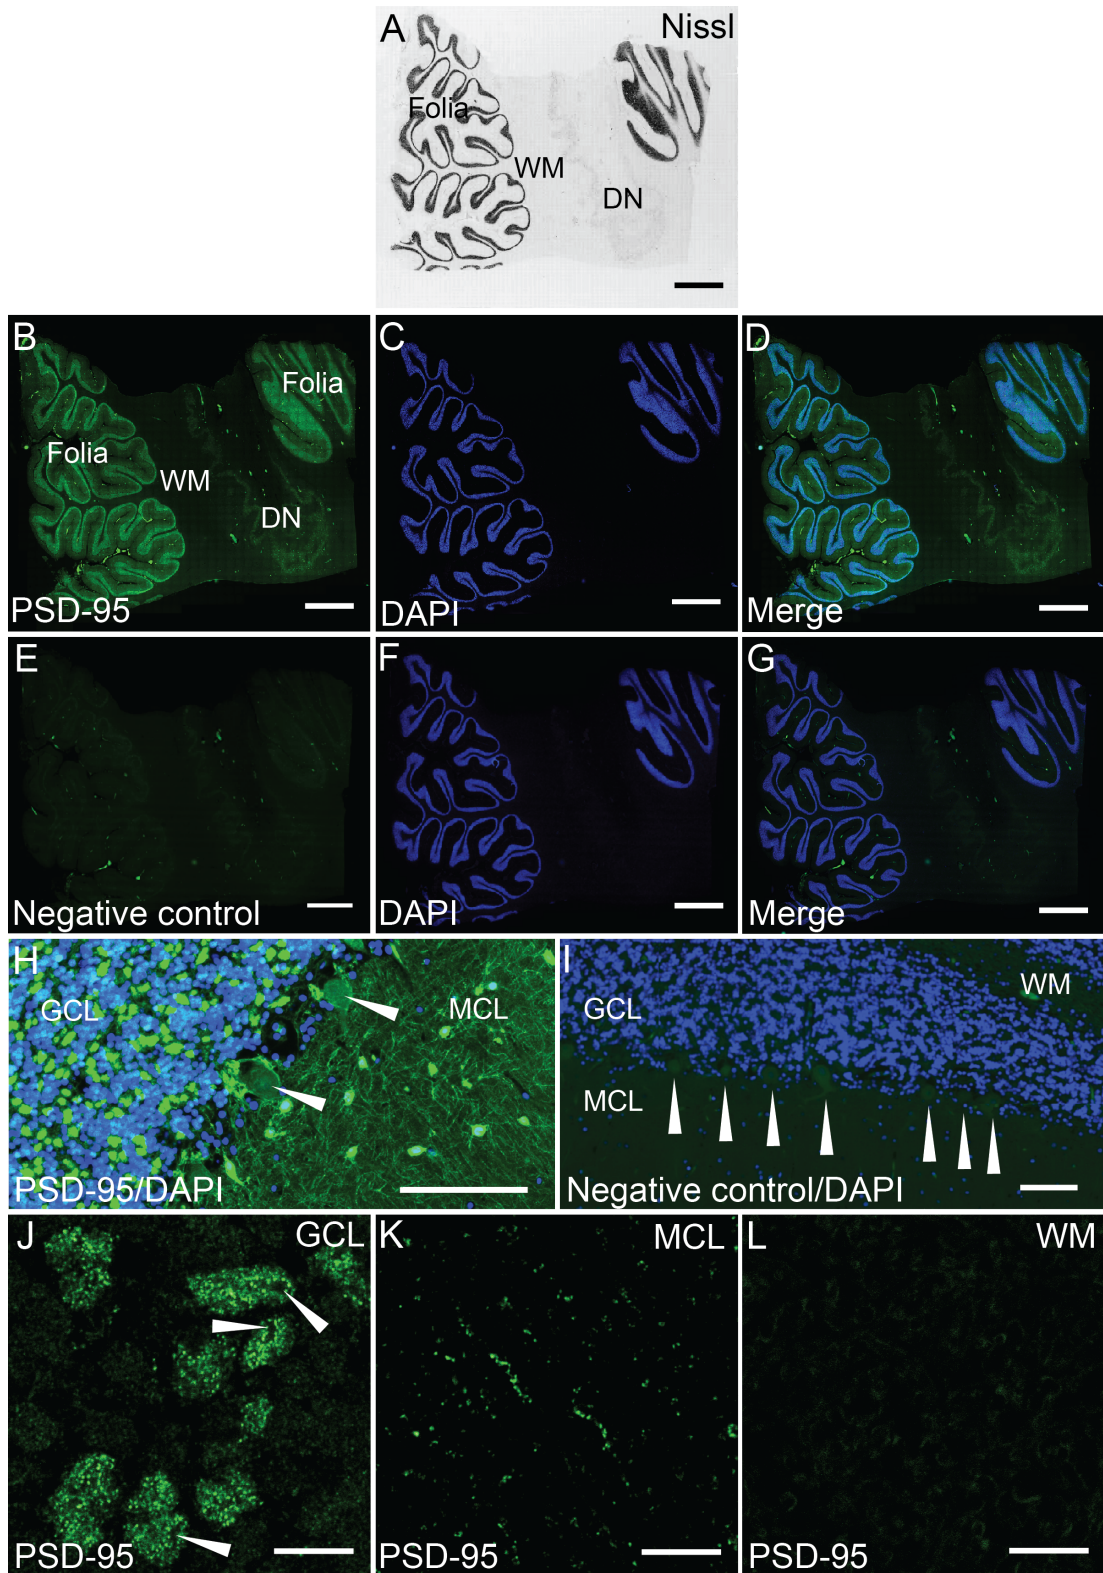 A
Nissl
Folia
WM
DN
B
Folia
Folia
WM
DN
PSD-95
C
DAPI
D
Merge
E
Negative control
F
DAPI
G
Merge
H
GCL
MCL
PSD-95/DAPI
I
WM
GCL
MCL
Negative control/DAPI
J
GCL
PSD-95
K
MCL
PSD-95
L
WM
PSD-95